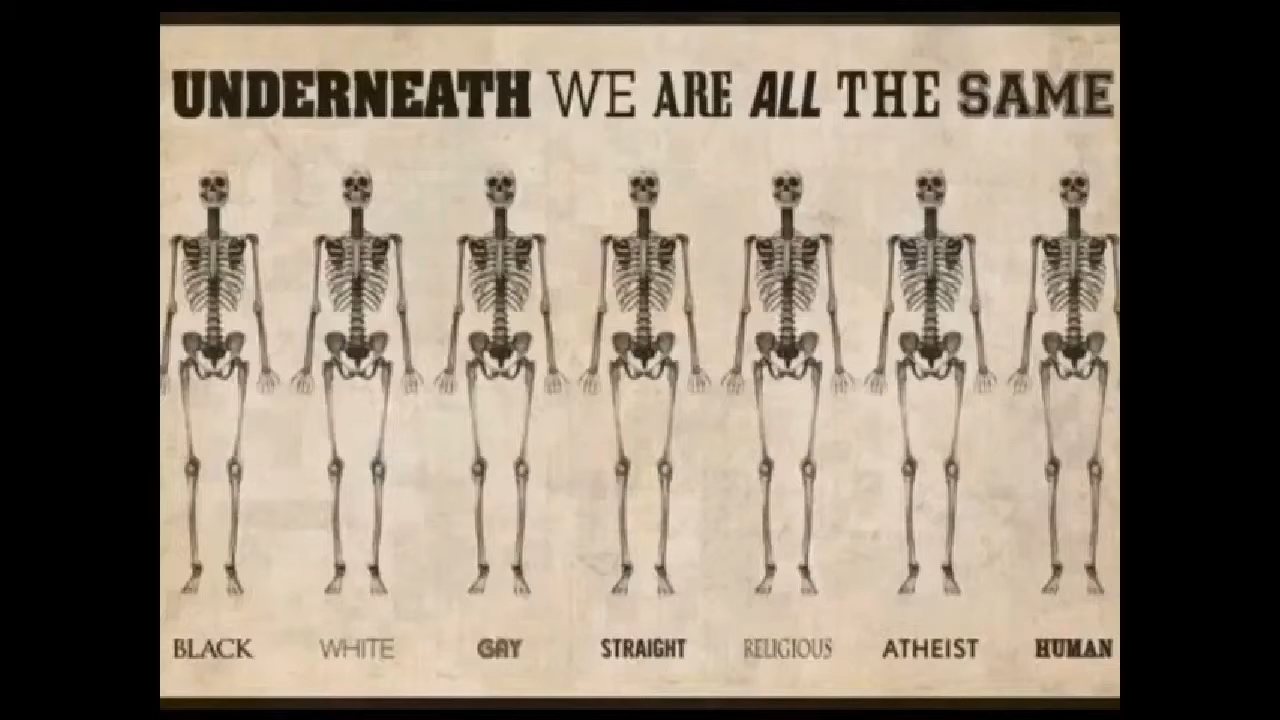 UNDERNEATH WE ARE ALL THE SAME
BLACK WHITE GAY STRAIGHT RELIGIOUS ATHEIST HUMAN